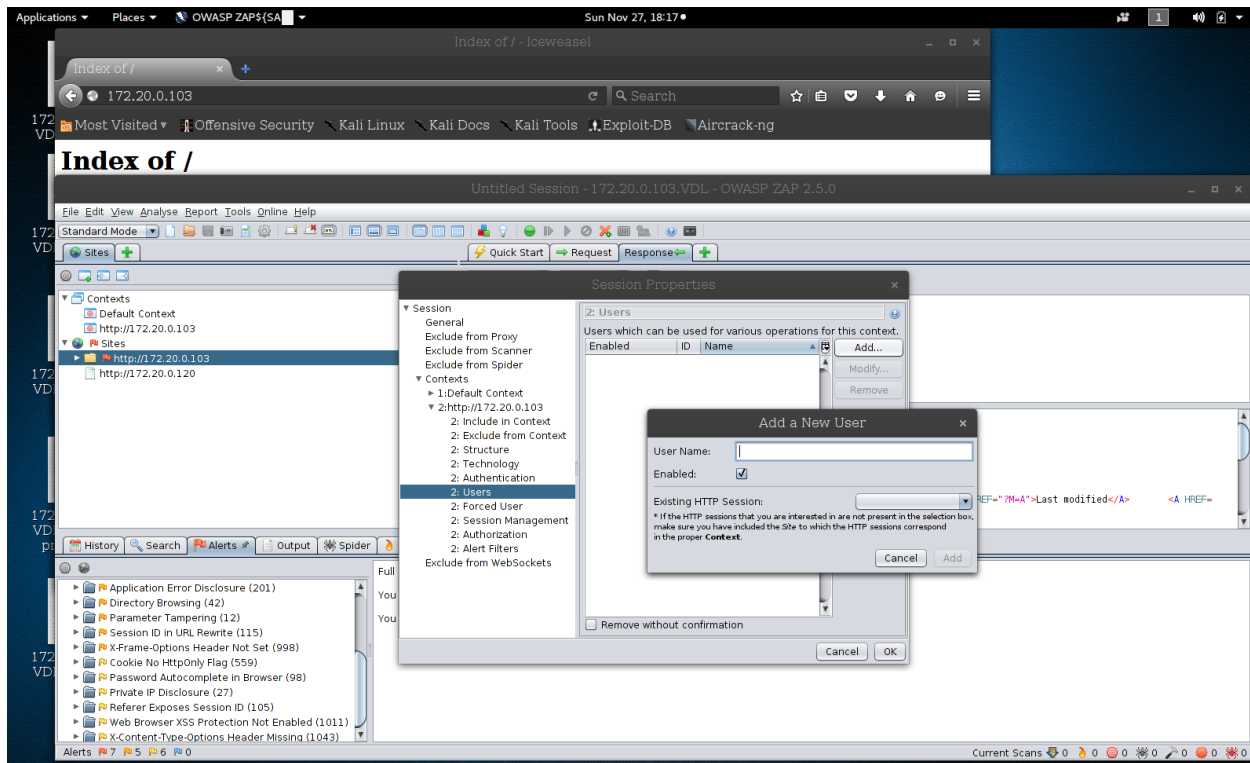 Applications Places OWASP ZAP${SA Sun Nov 27, 18:17 1
Index of / - Iceweasel
Index of /
172.20.0.103 Search
Most Visited Offensive Security Kali Linux Kali Docs Kali Tools Exploit-DB Aircrack-ng
Index of /
Untitled Session - 172.20.0.103.VDL - OWASP ZAP 2.5.0
File Edit View Analyse Report Tools Online Help
Standard Mode
Sites Quick Start Request Response
Contexts
Default Context
http://172.20.0.103
Sites
http://172.20.0.103
http://172.20.0.120
Session Properties
Session
General
Exclude from Proxy
Exclude from Scanner
Exclude from Spider
Contexts
1:Default Context
2:http://172.20.0.103
2: Include in Context
2: Exclude from Context
2: Structure
2: Technology
2: Authentication
2: Users
2: Forced User
2: Session Management
2: Authorization
2: Alert Filters
Exclude from WebSockets
2: Users
Users which can be used for various operations for this context.
Enabled ID Name
Add...
Modify...
Remove
Remove without confirmation
Cancel OK
Add a New User
User Name:
Enabled:
Existing HTTP Session:
* If the HTTP sessions that you are interested in are not present in the selection box,
make sure you have included the Site to which the HTTP sessions correspond
in the proper Context.
Cancel Add
REF="?M=A">Last modified</A> <A HREF=
History Search Alerts Output Spider
Application Error Disclosure (201)
Directory Browsing (42)
Parameter Tampering (12)
Session ID in URL Rewrite (115)
X-Frame-Options Header Not Set (998)
Cookie No HttpOnly Flag (559)
Password Autocomplete in Browser (98)
Private IP Disclosure (27)
Referer Exposes Session ID (105)
Web Browser XSS Protection Not Enabled (1011)
X-Content-Type-Options Header Missing (1043)
Full
You
You
Alerts 7 5 6 0 Current Scans 0 0 0 0 0 0 0
172
VD
172
VD
172
VD
172
VD
172
VD